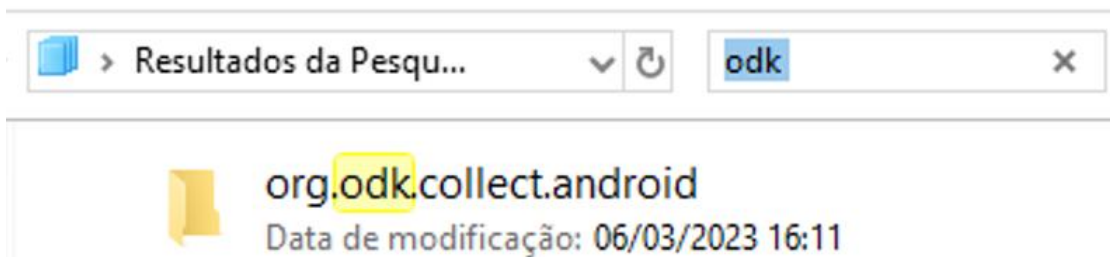 Resultados da Pesqu... odk
org.odk.collect.android
Data de modificação: 06/03/2023 16:11